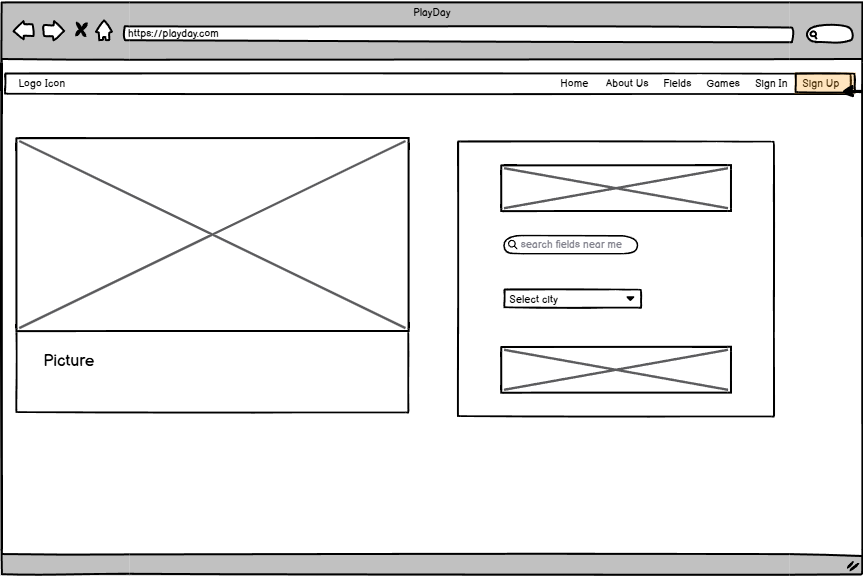 PlayDay
https://playday.com
Logo Icon
Home About Us Fields Games Sign In Sign Up
search fields near me
Select city
Picture